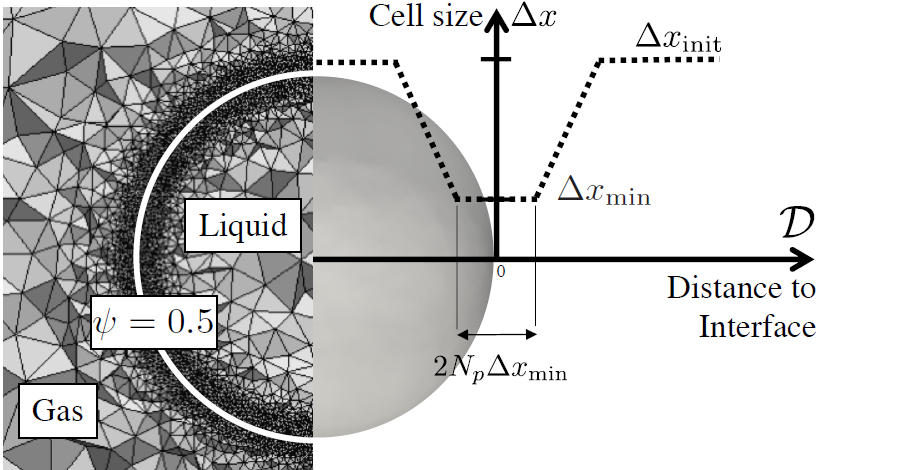 Cell size Δx
Δx_init
Δx_min
Liquid
𝒟
0
Distance to
Interface
ψ = 0.5
2N_pΔx_min
Gas